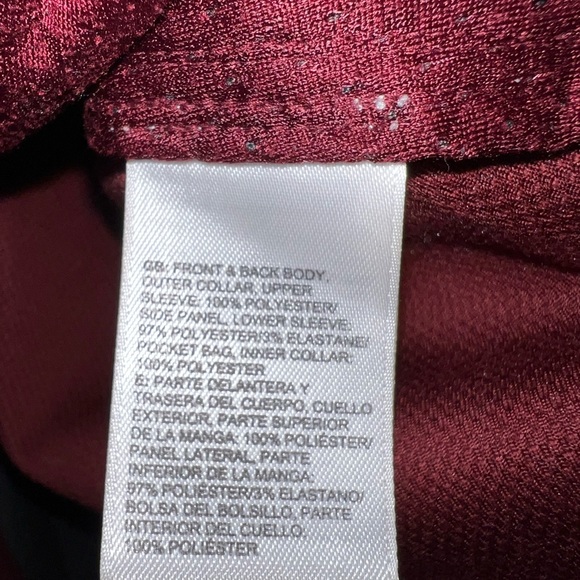 GB: FRONT & BACK BODY,
OUTER COLLAR, UPPER
SLEEVE: 100% POLYESTER/
SIDE PANEL, LOWER SLEEVE:
97% POLYESTER/3% ELASTANE/
POCKET BAG, INNER COLLAR:
100% POLYESTER
E: PARTE DELANTERA Y
TRASERA DEL CUERPO, CUELLO
EXTERIOR, PARTE SUPERIOR
DE LA MANGA: 100% POLIÉSTER/
PANEL LATERAL, PARTE
INFERIOR DE LA MANGA:
97% POLIÉSTER/3% ELASTANO/
BOLSA DEL BOLSILLO, PARTE
INTERIOR DEL CUELLO:
100% POLIÉSTER